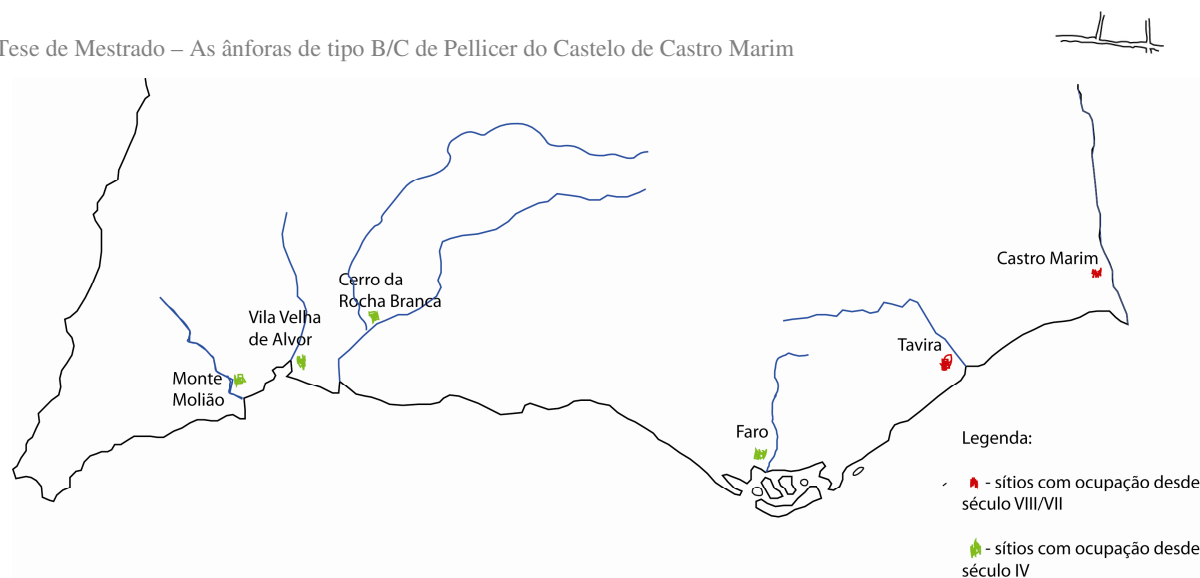 Tese de Mestrado – As ânforas de tipo B/C de Pellicer do Castelo de Castro Marim
Castro Marim
Cerro da
Rocha Branca
Vila Velha
de Alvor
Tavira
Monte
Molião
Faro
Legenda:
- sítios com ocupação desde
século VIII/VII
- sítios com ocupação desde
século IV